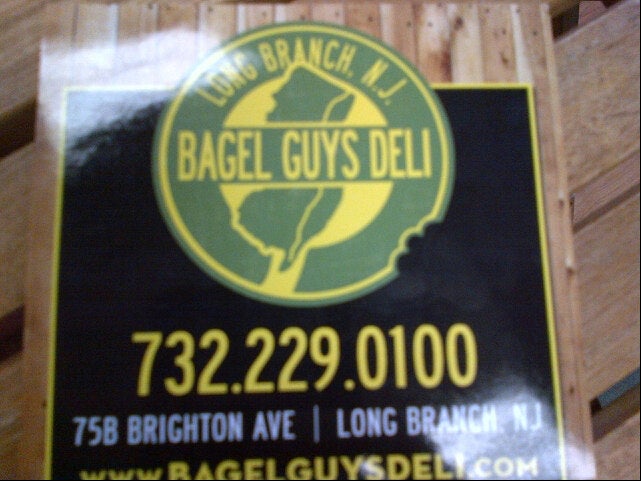 LONG BRANCH, N.J.
BAGEL GUYS DELI
732.229.0100
75B BRIGHTON AVE | LONG BRANCH, NJ
WWW.BAGELGUYSDELI.COM